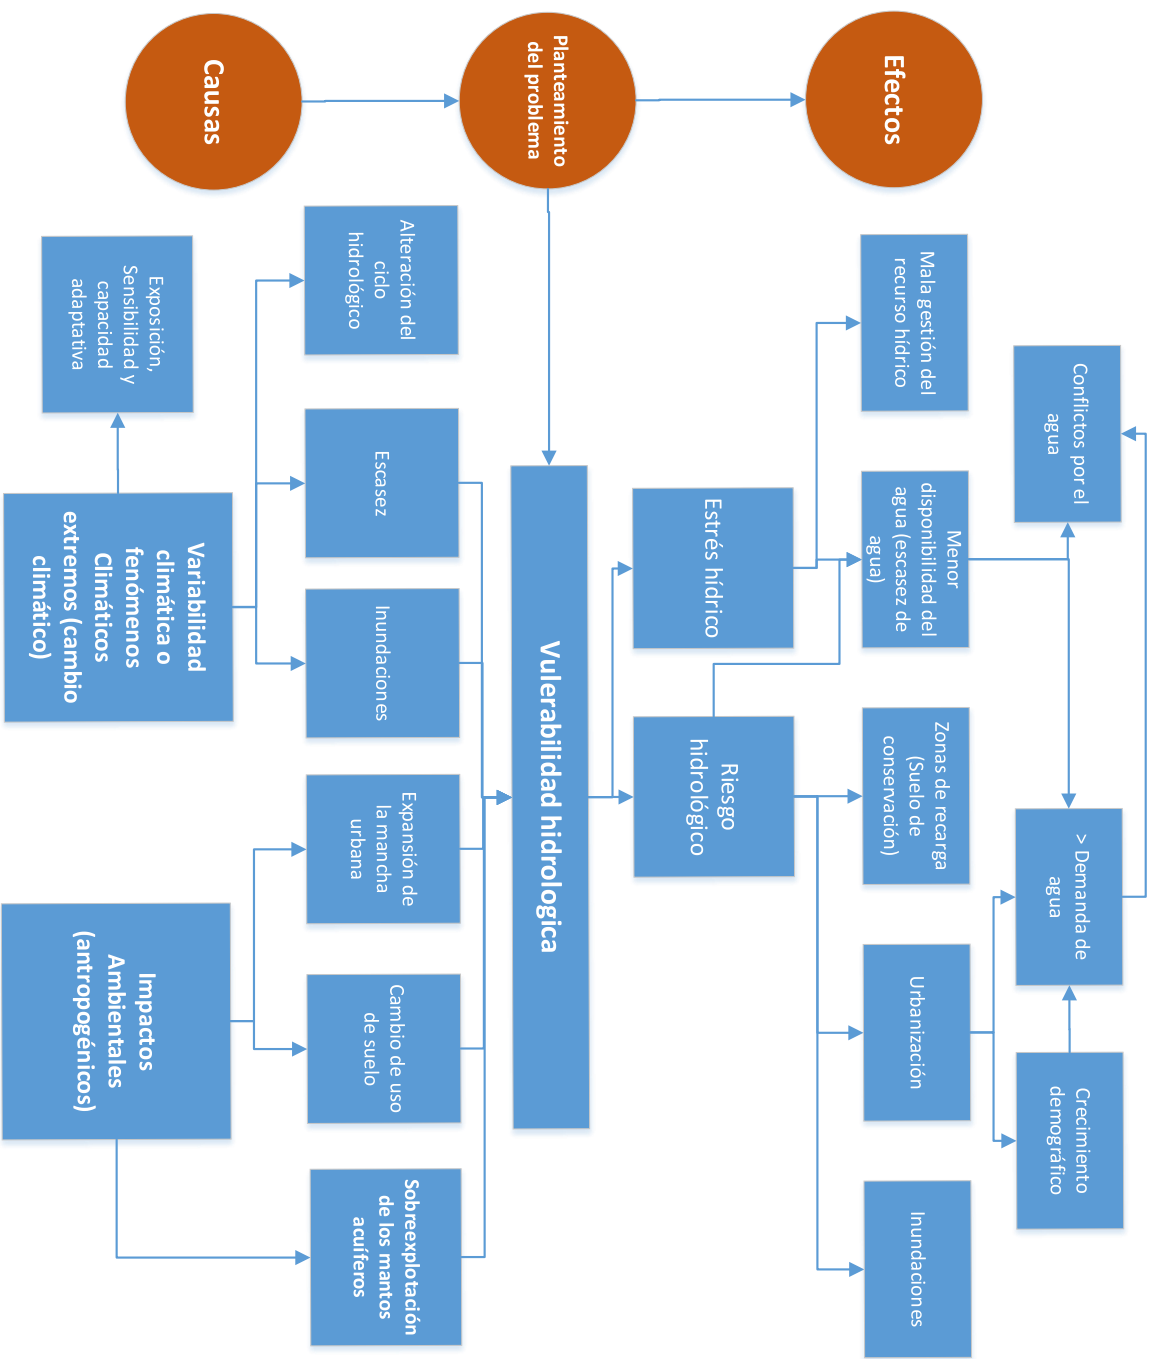 Efectos
Planteamiento
del problema
Causas
Conflictos por el
agua
> Demanda de
agua
Crecimiento
demográfico
Mala gestión del
recurso hídrico
Menor
disponibilidad del
agua (escasez de
agua)
Zonas de recarga
(Suelo de
conservación)
Urbanización
Inundaciones
Estrés hídrico
Riesgo
hidrológico
Vulerabilidad hidrologica
Alteración del
ciclo
hidrológico
Escasez
Inundaciones
Expansión de
la mancha
urbana
Cambio de uso
de suelo
Sobreexplotación
de los mantos
acuíferos
Exposición,
Sensibilidad y
capacidad
adaptativa
Variabilidad
climática o
fenómenos
Climáticos
extremos (cambio
climático)
Impactos
Ambientales
(antropogénicos)